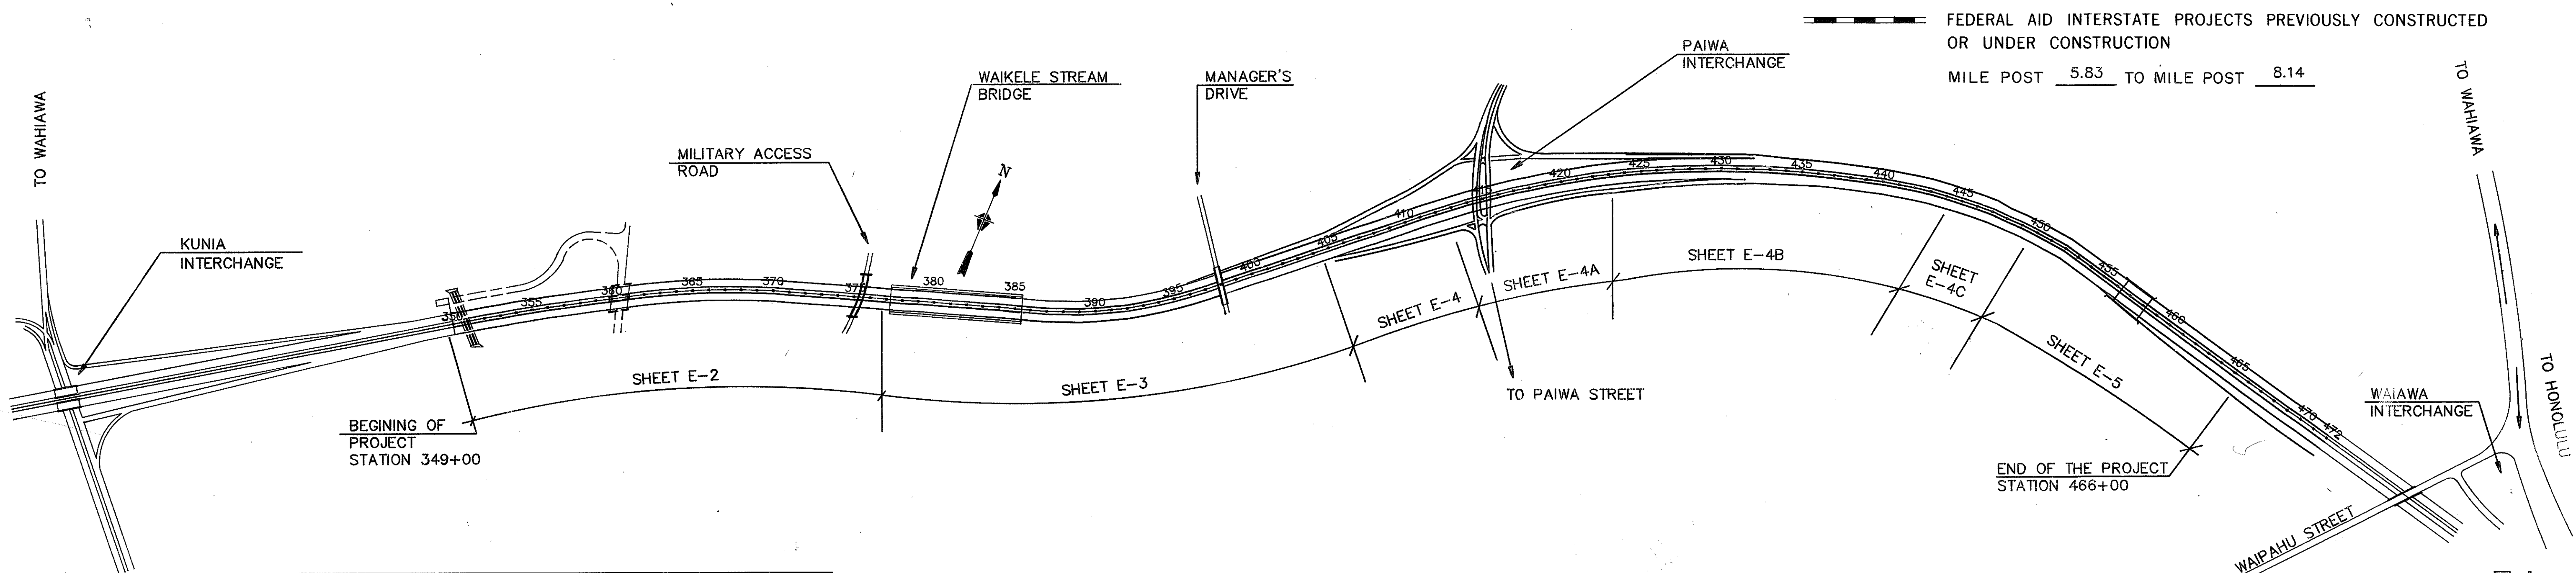 FEDERAL AID INTERSTATE PROJECTS PREVIOUSLY CONSTRUCTED
OR UNDER CONSTRUCTION
MILE POST 5.83 TO MILE POST 8.14
TO WAHIAWA
KUNIA
INTERCHANGE
BEGINING OF
PROJECT
STATION 349+00
MILITARY ACCESS
ROAD
WAIKELE STREAM
BRIDGE
N
MANAGER'S
DRIVE
PAIWA
INTERCHANGE
TO WAHIAWA
TO HONOLULU
350
355
360
365
370
375
380
385
390
395
400
405
410
415
420
425
430
435
440
445
450
455
460
465
470
472
SHEET E-2
SHEET E-3
SHEET E-4
SHEET E-4A
SHEET E-4B
SHEET
E-4C
SHEET E-5
TO PAIWA STREET
END OF THE PROJECT
STATION 466+00
WAIAWA
INTERCHANGE
WAIPAHU STREET